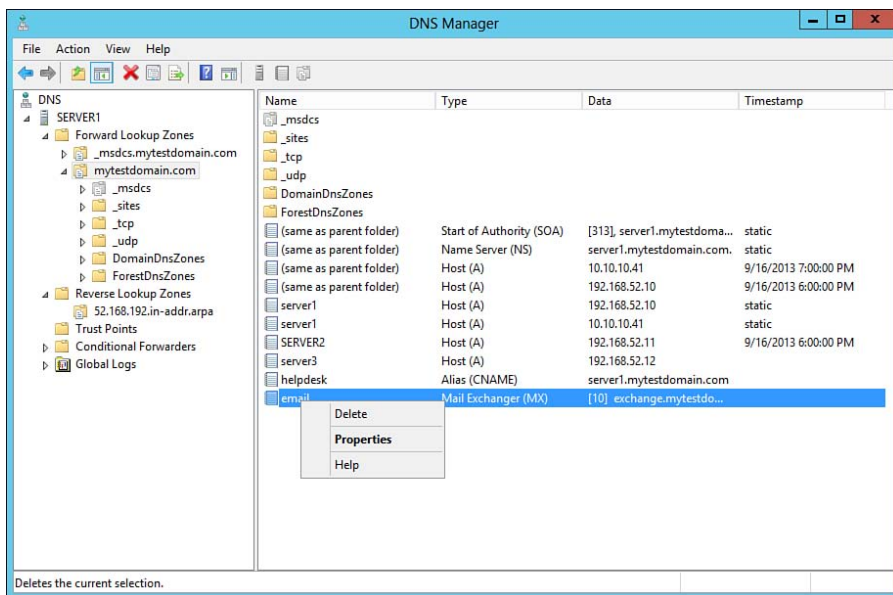 DNS Manager
File Action View Help
DNS
SERVER1
Forward Lookup Zones
_msdcs.mytestdomain.com
mytestdomain.com
_msdcs
_sites
_tcp
_udp
DomainDnsZones
ForestDnsZones
Reverse Lookup Zones
52.168.192.in-addr.arpa
Trust Points
Conditional Forwarders
Global Logs
Name Type Data Timestamp
_msdcs
_sites
_tcp
_udp
DomainDnsZones
ForestDnsZones
(same as parent folder) Start of Authority (SOA) [313], server1.mytestdoma... static
(same as parent folder) Name Server (NS) server1.mytestdomain.com. static
(same as parent folder) Host (A) 10.10.10.41 9/16/2013 7:00:00 PM
(same as parent folder) Host (A) 192.168.52.10 9/16/2013 6:00:00 PM
server1 Host (A) 192.168.52.10 static
server1 Host (A) 10.10.10.41 static
SERVER2 Host (A) 192.168.52.11 9/16/2013 6:00:00 PM
server3 Host (A) 192.168.52.12
helpdesk Alias (CNAME) server1.mytestdomain.com
email Mail Exchanger (MX) [10] exchange.mytestdo...
Delete
Properties
Help
Deletes the current selection.